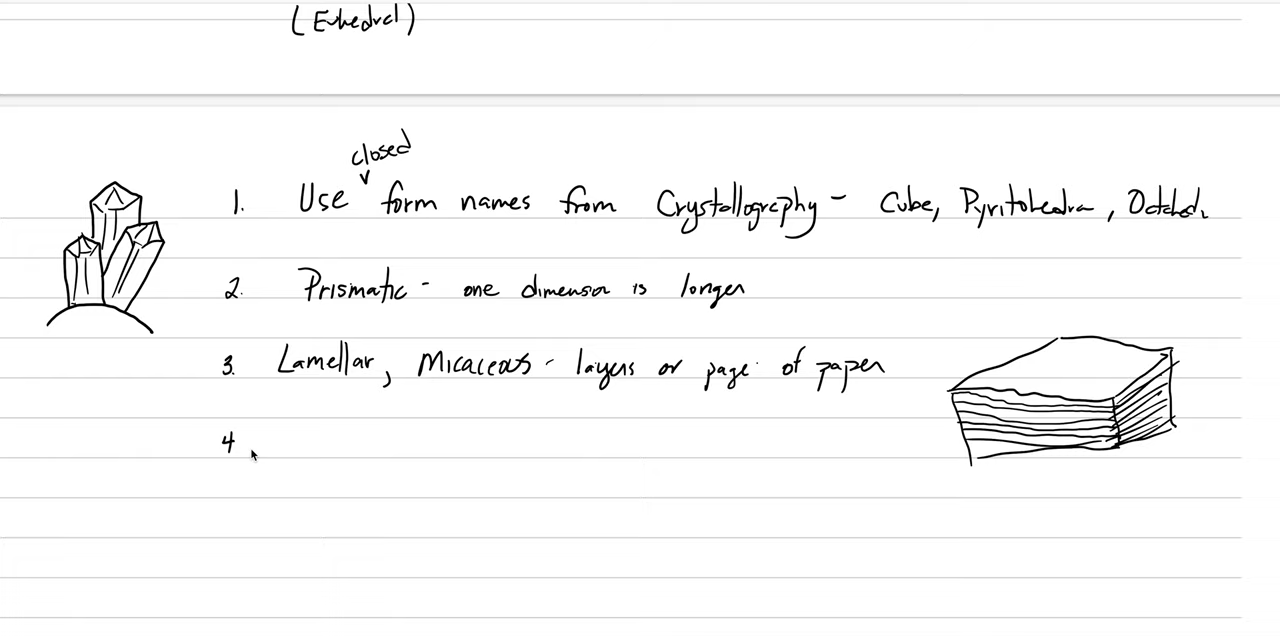 (Euhedral)
closed
1. Use form names from Crystallography - Cube, Pyritohedra,
2. Prismatic - one dimension is longer
3. Lamellar, Micaceous - layers or page of paper
4